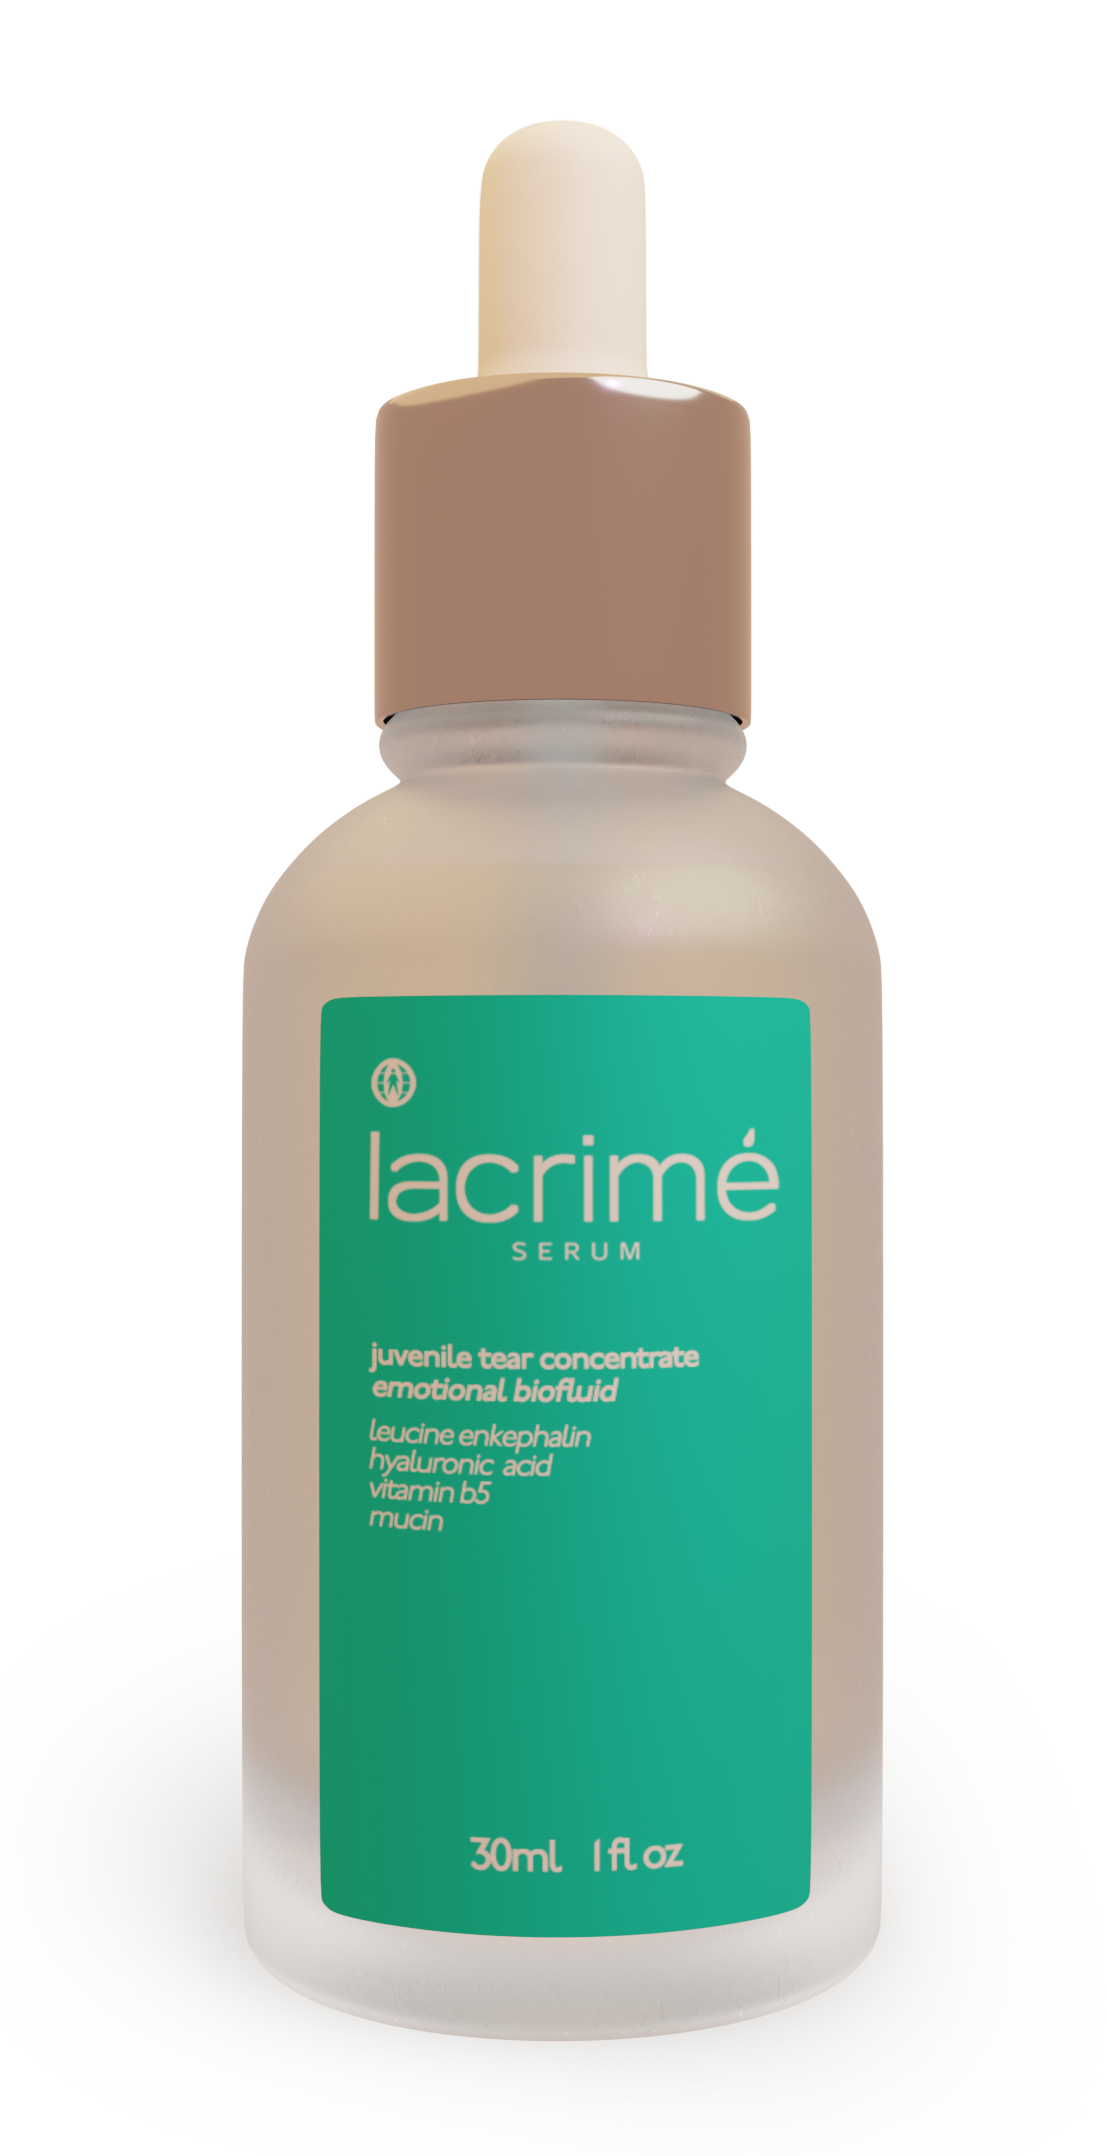 lacrimé
SERUM
juvenile tear concentrate
emotional biofluid
leucine enkephalin
hyaluronic acid
vitamin b5
mucin
30ml 1 fl oz